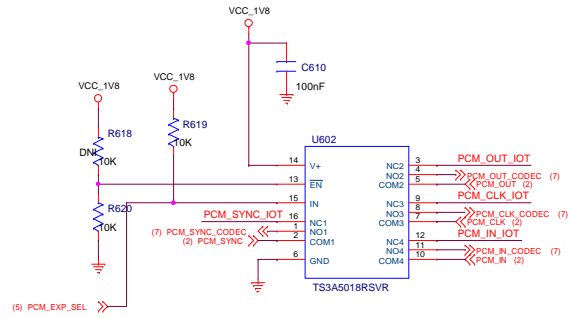 VCC_1V8
C610
100nF
VCC_1V8
VCC_1V8
R618
DNI
10K
R619
10K
U602
14 V+ NC2 3 PCM_OUT_IOT
NO2 4 PCM_OUT_CODEC (7)
13 EN COM2 5 PCM_OUT (2)
15 IN NC3 9 PCM_CLK_IOT
R620
10K
PCM_SYNC_IOT 16 NC1 NO3 8 PCM_CLK_CODEC (7)
(7) PCM_SYNC_CODEC 1 NO1 COM3 7 PCM_CLK (2)
(2) PCM_SYNC 2 COM1 NC4 12 PCM_IN_IOT
NO4 11 PCM_IN_CODEC (7)
6 GND COM4 10 PCM_IN (2)
TS3A5018RSVR
(5) PCM_EXP_SEL